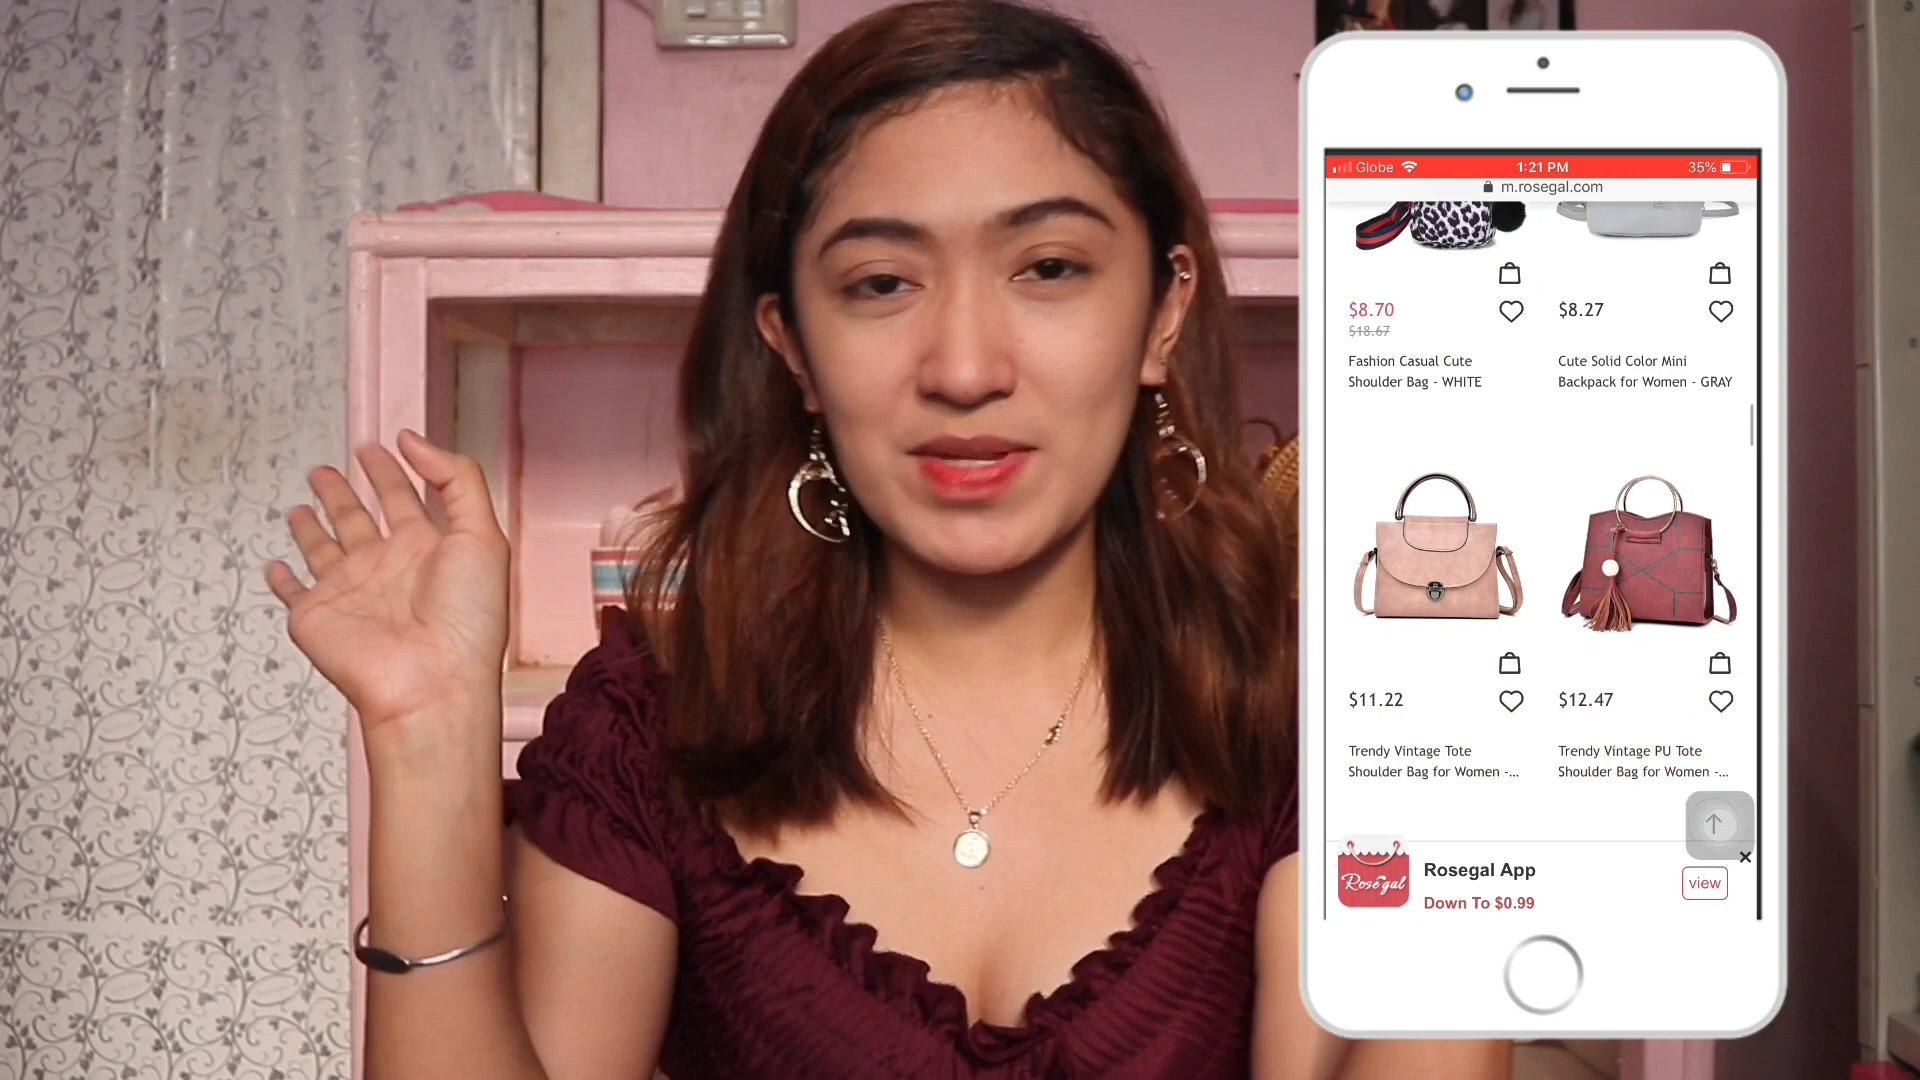 Globe
1:21 PM
35%
m.rosegal.com
$8.70
$18.67
$8.27
Fashion Casual Cute
Shoulder Bag - WHITE
Cute Solid Color Mini
Backpack for Women - GRAY
$11.22
$12.47
Trendy Vintage Tote
Shoulder Bag for Women -...
Trendy Vintage PU Tote
Shoulder Bag for Women -...
Rosegal
Rosegal App
Down To $0.99
view